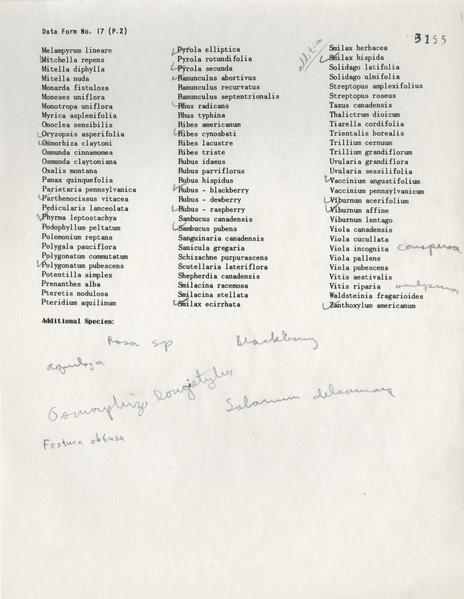 Data Form No. 17 (P.2)
3155
Melampyrum lineare
Mitchella repens
Mitella diphylla
Mitella nuda
Monarda fistulosa
Moneses uniflora
Monotropa uniflora
Myrica asplenifolia
Onoclea sensibilis
Oryzopsis asperifolia
Osmorhiza claytoni
Osmunda cinnamomea
Osmunda claytoniana
Oxalis montana
Panax quinquefolia
Parietaria pennsylvanica
Parthenocissus vitacea
Pedicularis lanceolata
Phyrma leptostachya
Podophyllum peltatum
Polemonium reptans
Polygala pauciflora
Polygonatum commutatum
Polygonatum pubescens
Potentilla simplex
Prenanthes alba
Pteretis nodulosa
Pteridium aquilinum
Pyrola elliptica
Pyrola rotundifolia
Pyrola secunda
Ranunculus abortivus
Ranunculus recurvatus
Ranunculus septentrionalis
Rhus radicans
Rhus typhina
Ribes americanum
Ribes cynosbati
Ribes lacustre
Ribes triste
Rubus idaeus
Rubus parviflorus
Rubus hispidus
Rubus - blackberry
Rubus - dewberry
Rubus - raspberry
Sambucus canadensis
Sambucus pubens
Sanguinaria canadensis
Sanicula gregaria
Schizachne purpurascens
Scutellaria lateriflora
Shepherdia canadensis
Smilacina racemosa
Smilacina stellata
Smilax ecirrhata
Smilax herbacea
Smilax hispida
Solidago latifolia
Solidago ulmifolia
Streptopus amplexifolius
Streptopus roseus
Taxus canadensis
Thalictrum dioicum
Tiarella cordifolia
Trientalis borealis
Trillium cernuum
Trillium grandiflorum
Uvularia grandiflora
Uvularia sessilifolia
Vaccinium angustifolium
Vaccinium pennsylvanicum
Viburnum acerifolium
Viburnum affine
Viburnum lentago
Viola canadensis
Viola cucullata
Viola incognita conspersa
Viola pallens
Viola pubescens
Vitis aestivalis
Vitis riparia vulpina
Waldsteinia fragarioides
Zanthoxylum americanum
Additional Species:
Rosa sp Blackberry
aquilegia
Osmorhiza longistylus Solanum dulcamara
Festuca obtusa